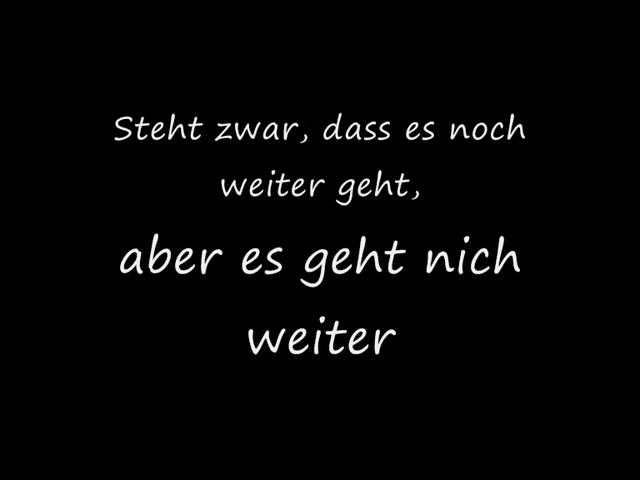 Steht zwar, dass es noch
weiter geht,
aber es geht nich
weiter